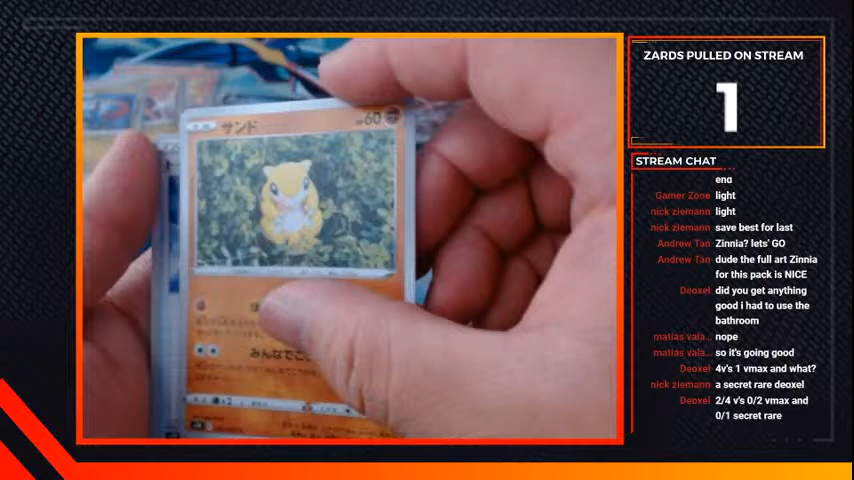 サンド
HP60
ZARDS PULLED ON STREAM
1
STREAM CHAT
eng
Gamer Zone light
nick ziemann light
nick ziemann save best for last
Andrew Tan Zinnia? lets' GO
Andrew Tan dude the full art Zinnia
for this pack is NICE
Deoxel did you get anything
good i had to use the
bathroom
matias vala... nope
matias vala... so it's going good
Deoxel 4v's 1 vmax and what?
nick ziemann a secret rare deoxel
Deoxel 2/4 v's 0/2 vmax and
0/1 secret rare
みんなでこ
×2